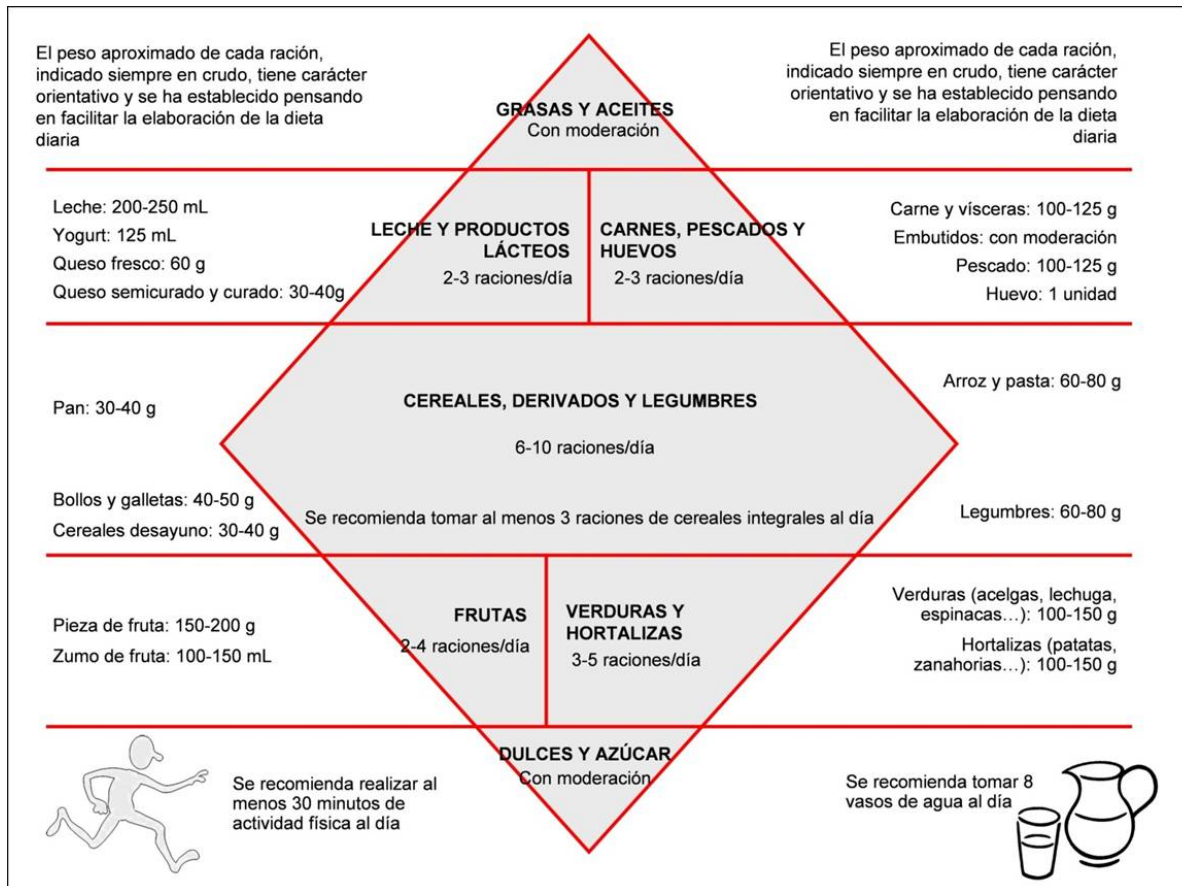 El peso aproximado de cada ración,
indicado siempre en crudo, tiene carácter
orientativo y se ha establecido pensando
en facilitar la elaboración de la dieta
diaria
GRASAS Y ACEITES
Con moderación
El peso aproximado de cada ración,
indicado siempre en crudo, tiene carácter
orientativo y se ha establecido pensando
en facilitar la elaboración de la dieta
diaria
Leche: 200-250 mL
Yogurt: 125 mL
Queso fresco: 60 g
Queso semicurado y curado: 30-40g
LECHE Y PRODUCTOS
LÁCTEOS
2-3 raciones/día
CARNES, PESCADOS Y
HUEVOS
2-3 raciones/día
Carne y vísceras: 100-125 g
Embutidos: con moderación
Pescado: 100-125 g
Huevo: 1 unidad
Pan: 30-40 g
Bollos y galletas: 40-50 g
Cereales desayuno: 30-40 g
CEREALES, DERIVADOS Y LEGUMBRES
6-10 raciones/día
Se recomienda tomar al menos 3 raciones de cereales integrales al día
Arroz y pasta: 60-80 g
Legumbres: 60-80 g
Pieza de fruta: 150-200 g
Zumo de fruta: 100-150 mL
FRUTAS
2-4 raciones/día
VERDURAS Y
HORTALIZAS
3-5 raciones/día
Verduras (acelgas, lechuga,
espinacas…): 100-150 g
Hortalizas (patatas,
zanahorias…): 100-150 g
Se recomienda realizar al
menos 30 minutos de
actividad física al día
DULCES Y AZÚCAR
Con moderación
Se recomienda tomar 8
vasos de agua al día